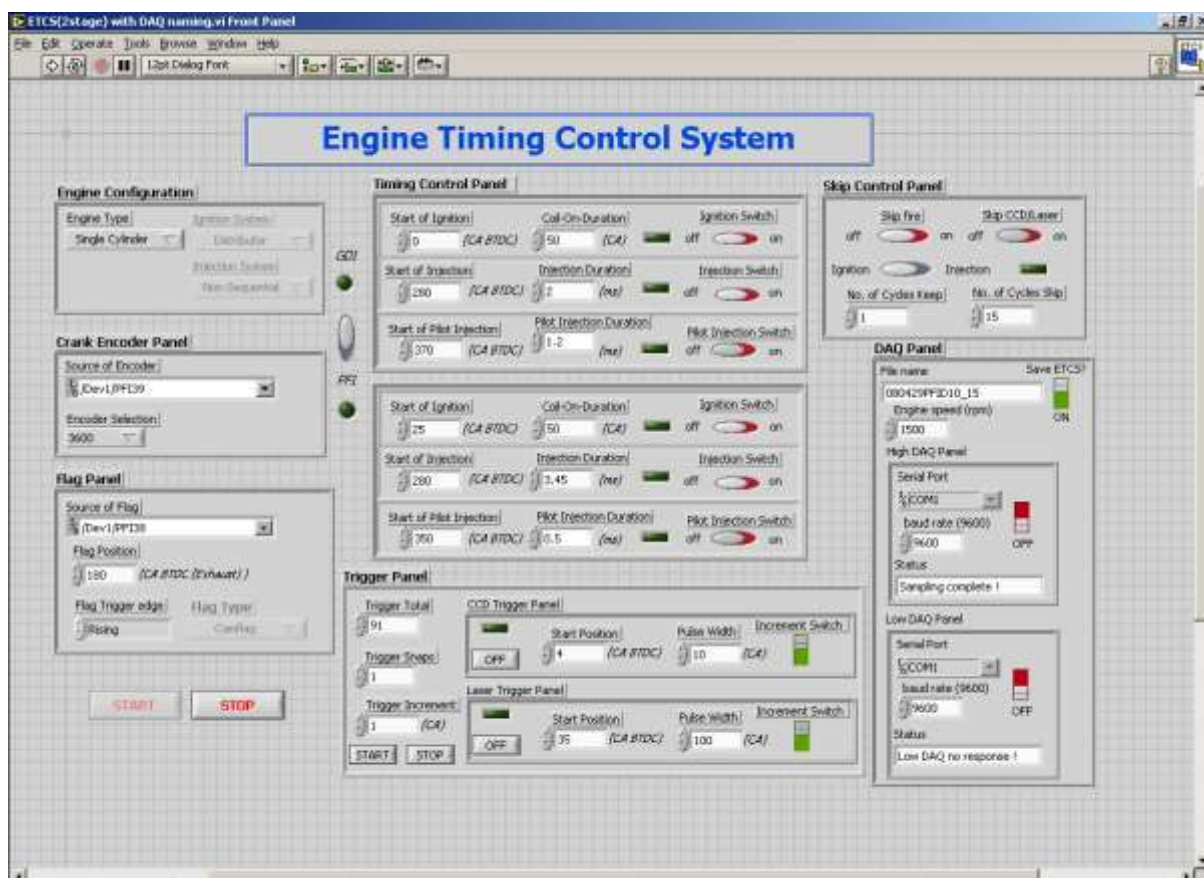 ETCS(2stage) with DAQ naming.vi Front Panel
File Edit Operate Tools Browse Window Help
12pt Dialog Font
Engine Timing Control System
Engine Configuration
Engine Type
Ignition System
Single Cylinder
Distributor
Injection System
Non-Sequential
Crank Encoder Panel
Source of Encoder
/Dev1/PFI39
Encoder Selection
3600
Flag Panel
Source of Flag
/Dev1/PFI38
Flag Position
180 (CA BTDC (Exhaust) )
Flag Trigger edge
Flag Type
Rising
Camflag
START STOP
GDI
PFI
Timing Control Panel
Start of Ignition Coil-On-Duration Ignition Switch
0 (CA BTDC) 50 (CA) off on
Start of Injection Injection Duration Injection Switch
280 (CA BTDC) 2 (ms) off on
Start of Pilot Injection Pilot Injection Duration Pilot Injection Switch
370 (CA BTDC) 1.2 (ms) off on
Start of Ignition Coil-On-Duration Ignition Switch
25 (CA BTDC) 50 (CA) off on
Start of Injection Injection Duration Injection Switch
280 (CA BTDC) 3.45 (ms) off on
Start of Pilot Injection Pilot Injection Duration Pilot Injection Switch
350 (CA BTDC) 0.5 (ms) off on
Trigger Panel
Trigger Total
91
Trigger Snaps
1
Trigger Increment
1 (CA)
START STOP
CCD Trigger Panel
OFF
Start Position Pulse Width Increment Switch
4 (CA BTDC) 10 (CA)
Laser Trigger Panel
OFF
Start Position Pulse Width Increment Switch
35 (CA BTDC) 100 (CA)
Skip Control Panel
Skip fire Skip CCD/Laser
off on off on
Ignition Injection
No. of Cycles Keep No. of Cycles Skip
1 15
DAQ Panel
File name Save ETCS?
080429PFID10_15
ON
Engine speed (rpm)
1500
High DAQ Panel
Serial Port
COM1
baud rate (9600)
9600 OFF
Status
Sampling complete !
Low DAQ Panel
Serial Port
COM1
baud rate (9600)
9600 OFF
Status
Low DAQ no response !